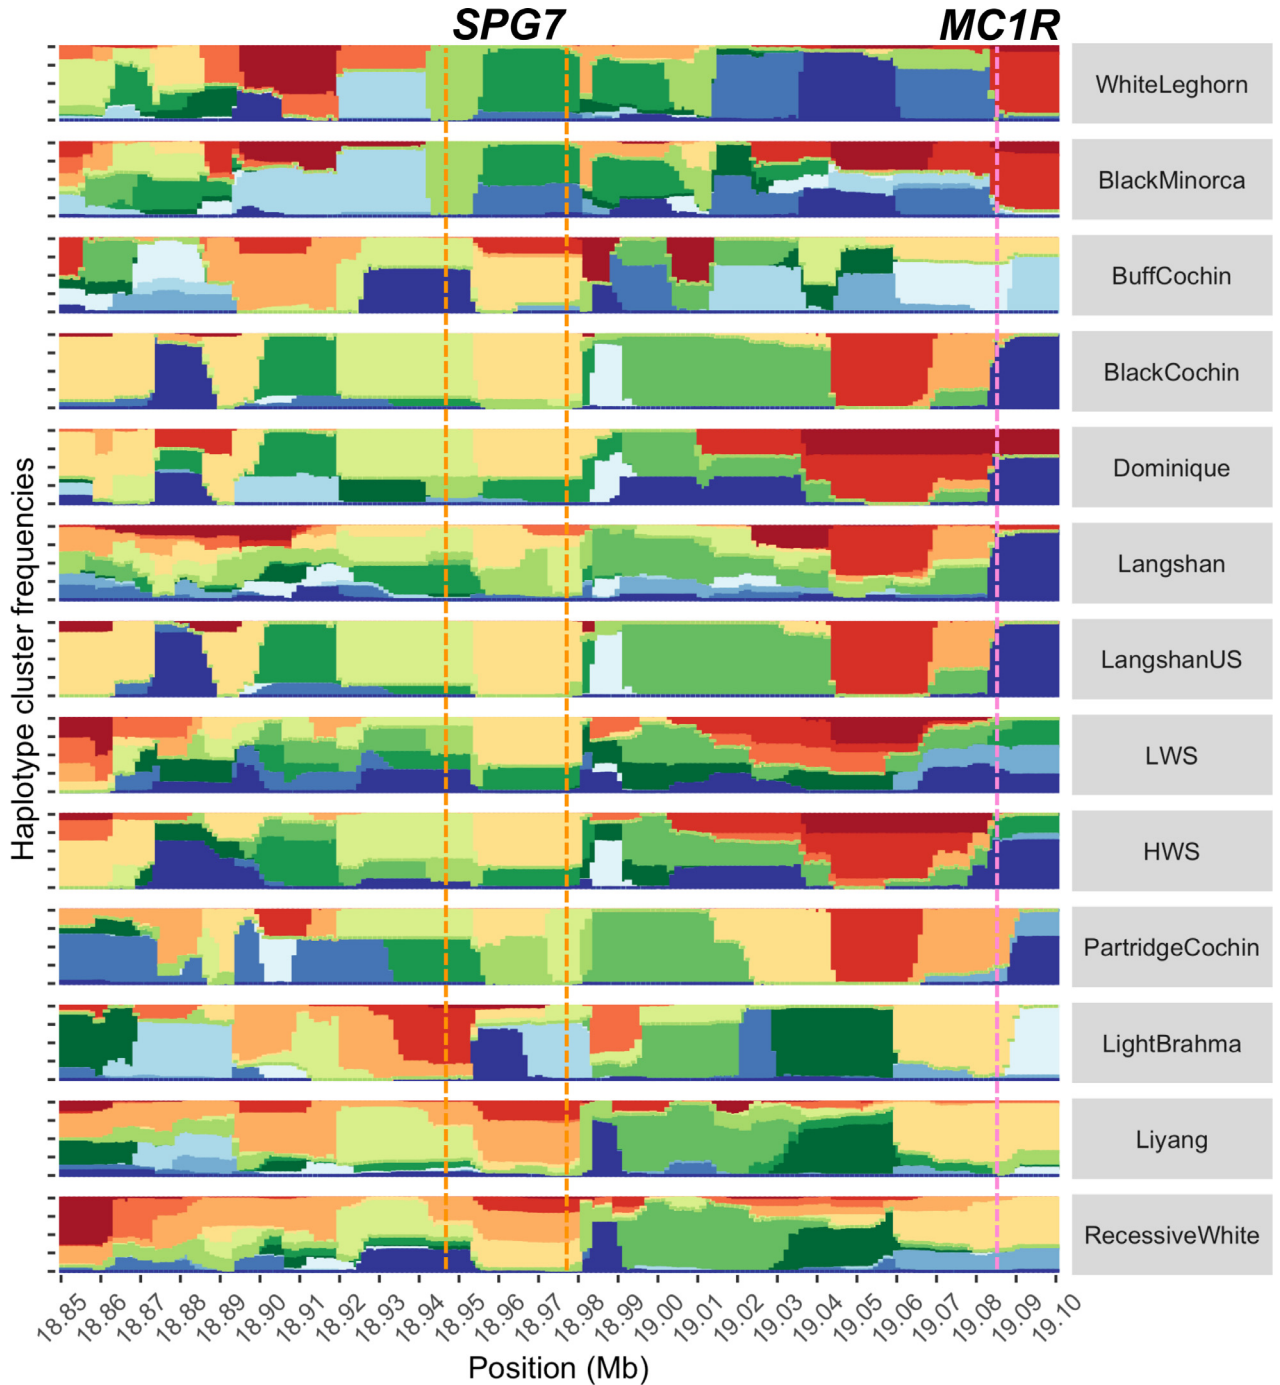 SPG7 MC1R
WhiteLeghorn
BlackMinorca
BuffCochin
BlackCochin
Dominique
Langshan
LangshanUS
LWS
HWS
PartridgeCochin
LightBrahma
Liyang
RecessiveWhite
Haplotype cluster frequencies
18.85 18.86 18.87 18.88 18.89 18.90 18.91 18.92 18.93 18.94 18.95 18.96 18.97 18.98 18.99 19.00 19.01 19.02 19.03 19.04 19.05 19.06 19.07 19.08 19.09 19.10
Position (Mb)